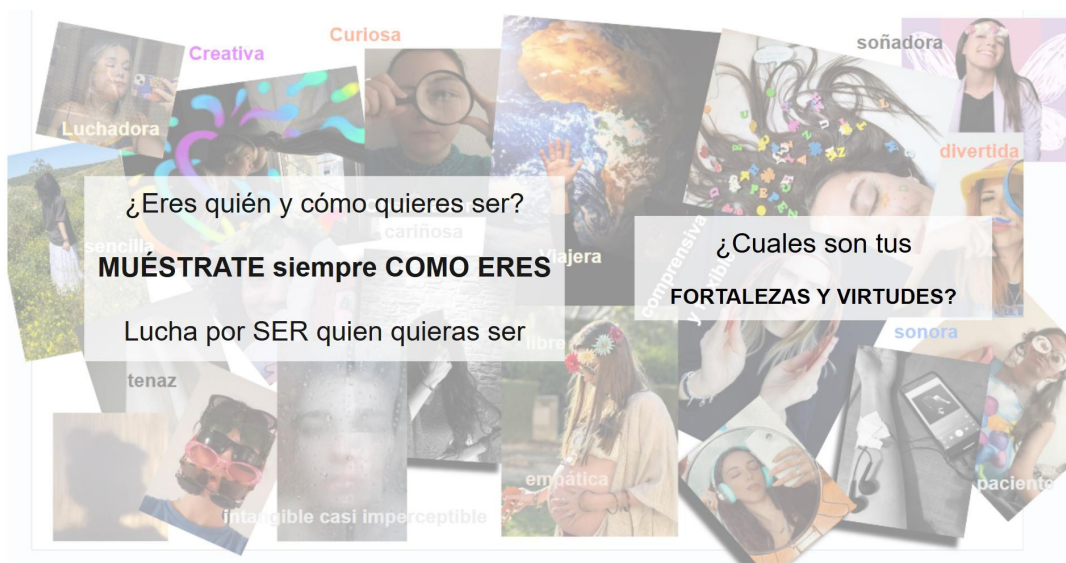 Curiosa
Creativa
soñadora
Luchadora
divertida
¿Eres quién y cómo quieres ser?
cariñosa
sencilla
MUÉSTRATE siempre COMO ERES
Viajera
comprensiva
y flexible
¿Cuales son tus
FORTALEZAS Y VIRTUDES?
Lucha por SER quien quieras ser
libre
sonora
tenaz
empática
paciente
intangible casi imperceptible